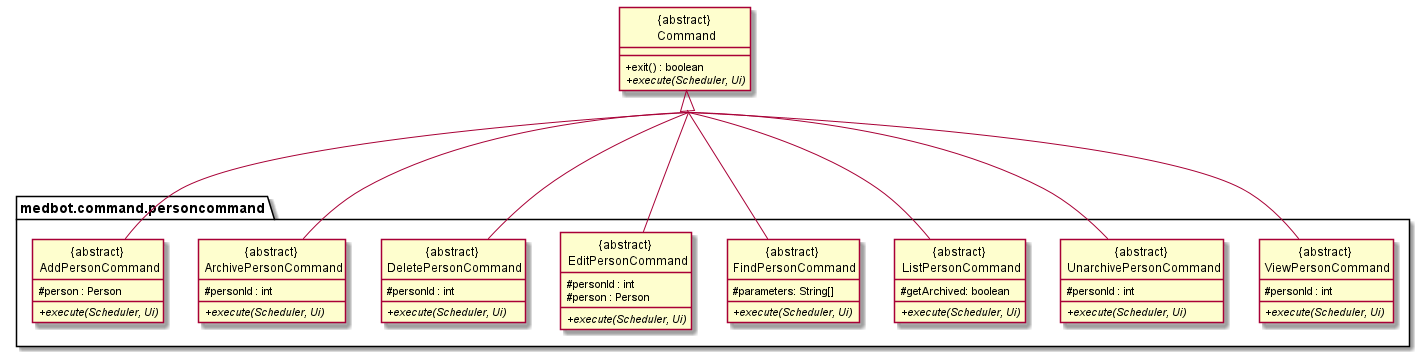 {abstract}
Command
+exit() : boolean
+execute(Scheduler, Ui)
medbot.command.personcommand
{abstract}
AddPersonCommand
#person : Person
+execute(Scheduler, Ui)
{abstract}
ArchivePersonCommand
#personId : int
+execute(Scheduler, Ui)
{abstract}
DeletePersonCommand
#personId : int
+execute(Scheduler, Ui)
{abstract}
EditPersonCommand
#personId : int
#person : Person
+execute(Scheduler, Ui)
{abstract}
FindPersonCommand
#parameters: String[]
+execute(Scheduler, Ui)
{abstract}
ListPersonCommand
#getArchived: boolean
+execute(Scheduler, Ui)
{abstract}
UnarchivePersonCommand
#personId : int
+execute(Scheduler, Ui)
{abstract}
ViewPersonCommand
#personId : int
+execute(Scheduler, Ui)